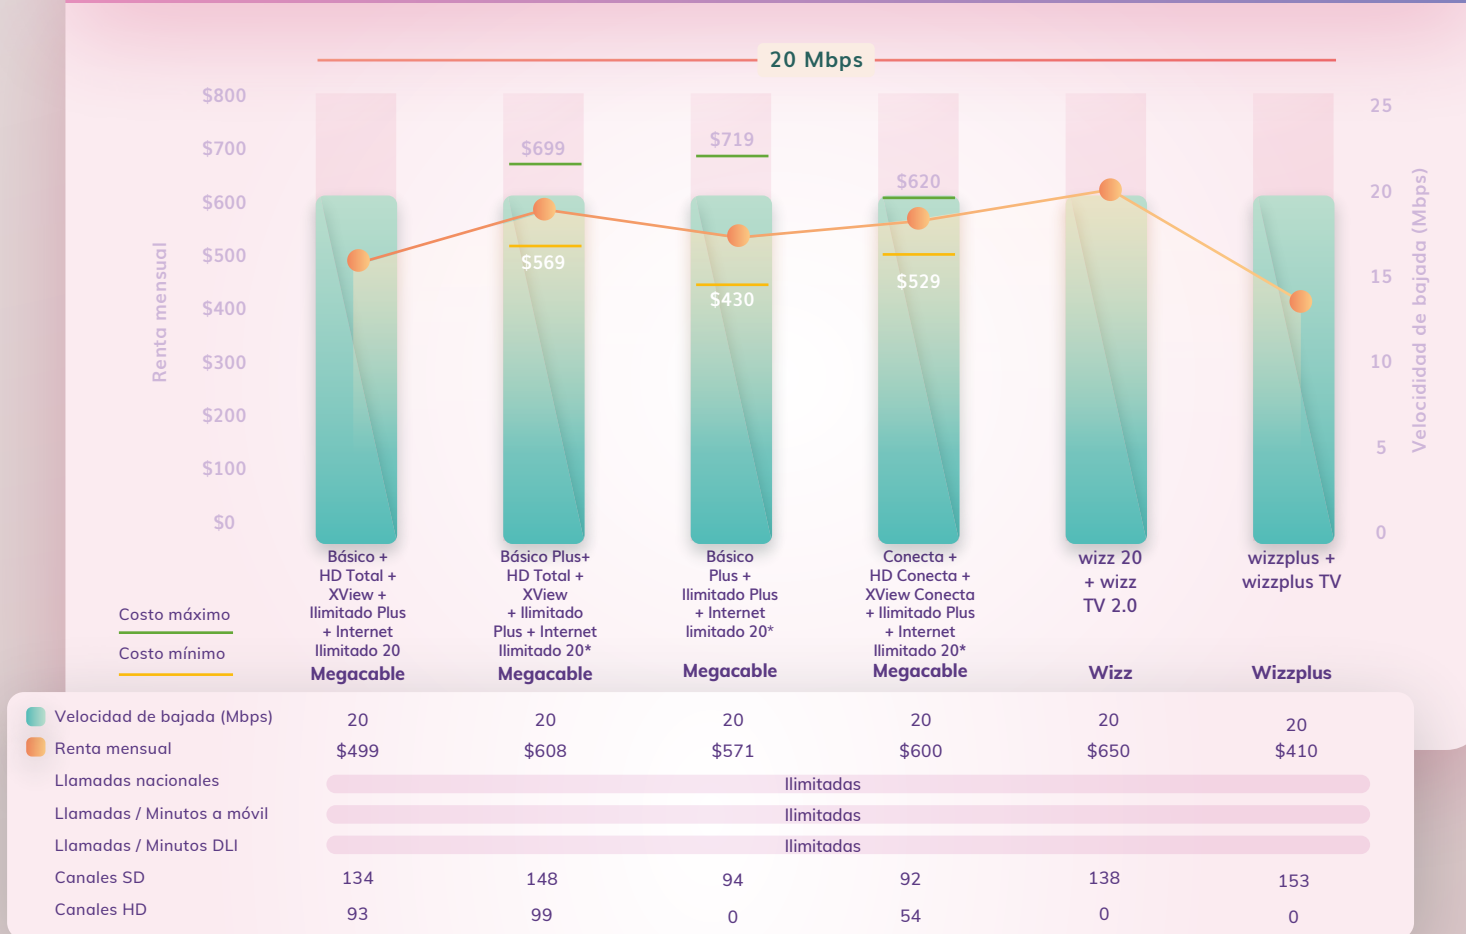 20 Mbps
$800
$700
$600
$500
$400
$300
$200
$100
$0
Renta mensual
25
20
15
10
5
0
Velocididad de bajada (Mbps)
$699
$569
$719
$430
$620
$529
Básico +
HD Total +
XView +
Ilimitado Plus
+ Internet
Ilimitado 20
Megacable
Básico Plus+
HD Total +
XView
+ Ilimitado
Plus + Internet
Ilimitado 20*
Megacable
Básico
Plus +
Ilimitado Plus
+ Internet
limitado 20*
Megacable
Conecta +
HD Conecta +
XView Conecta
+ Ilimitado Plus
+ Internet
Ilimitado 20*
Megacable
wizz 20
+ wizz
TV 2.0
Wizz
wizzplus +
wizzplus TV
Wizzplus
Costo máximo
Costo mínimo
Velocidad de bajada (Mbps) 20 20 20 20 20 20
Renta mensual $499 $608 $571 $600 $650 $410
Llamadas nacionales Ilimitadas
Llamadas / Minutos a móvil Ilimitadas
Llamadas / Minutos DLI Ilimitadas
Canales SD 134 148 94 92 138 153
Canales HD 93 99 0 54 0 0